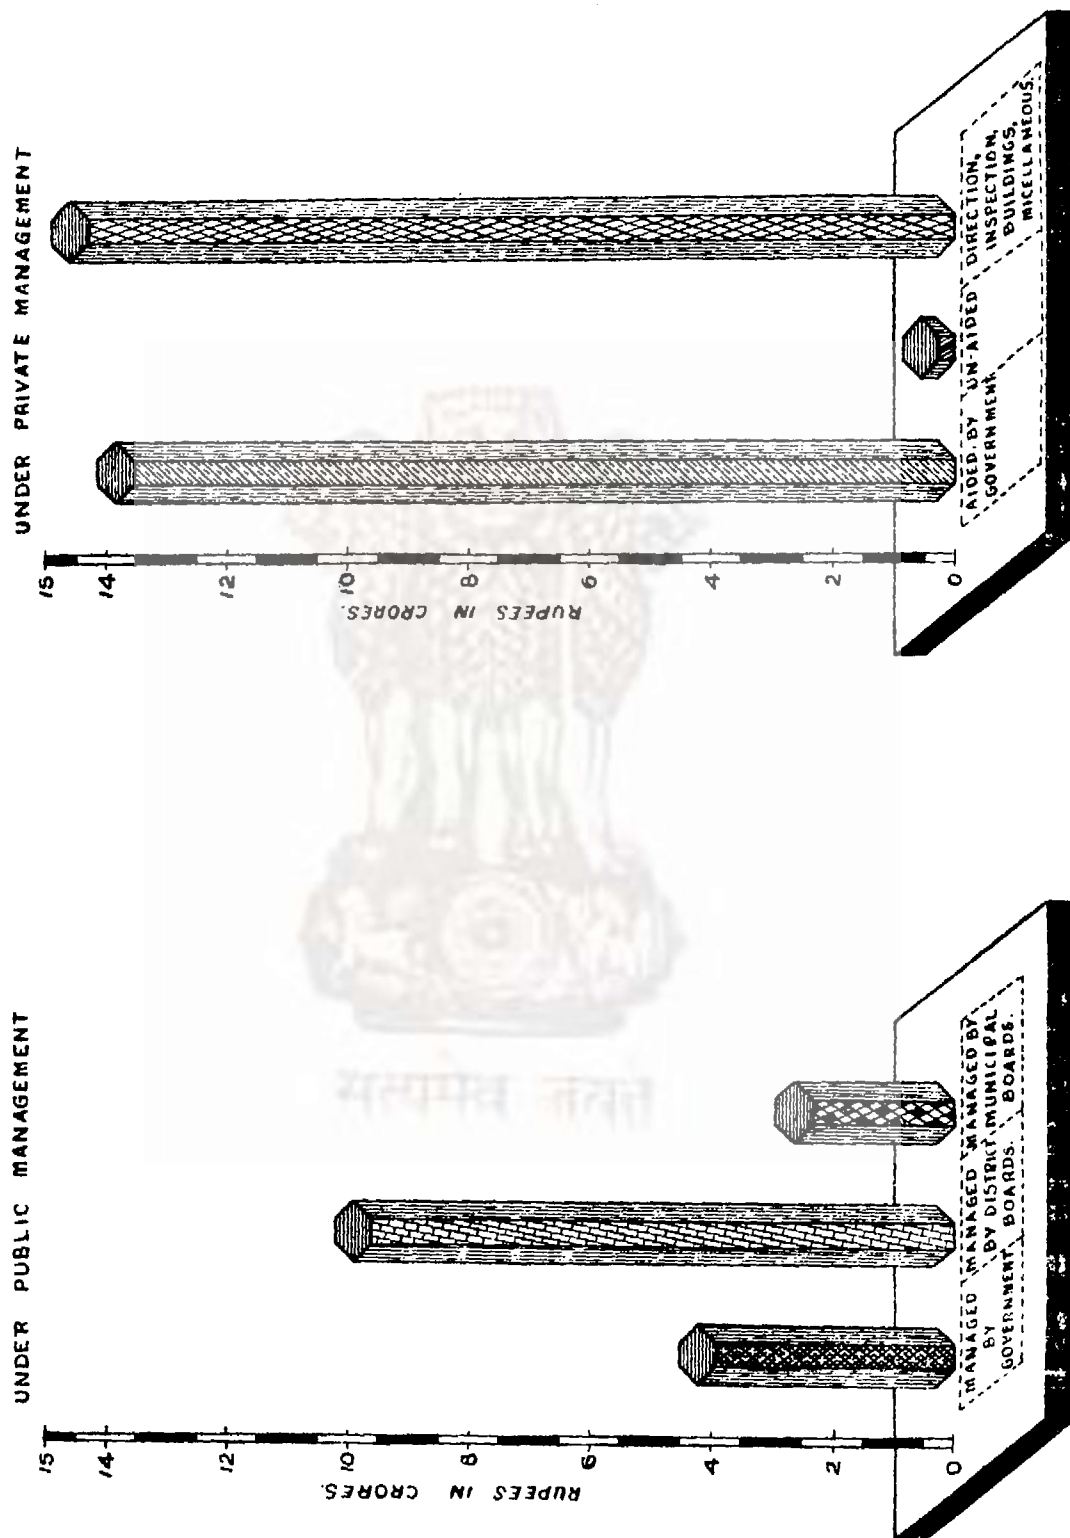 UNDER PUBLIC MANAGEMENT
15
14
12
10
8
6
4
2
0
RUPEES IN CRORES.
MANAGED BY GOVERNMENT
MANAGED BY DISTRICT BOARDS.
MANAGED BY MUNICIPAL BOARDS.
UNDER PRIVATE MANAGEMENT
15
14
12
10
8
6
4
2
0
RUPEES IN CRORES.
AIDED BY GOVERNMENT
UN-AIDED
DIRECTION,
INSPECTION,
BUILDINGS,
MICELLANEOUS.
सत्यमेव जयते